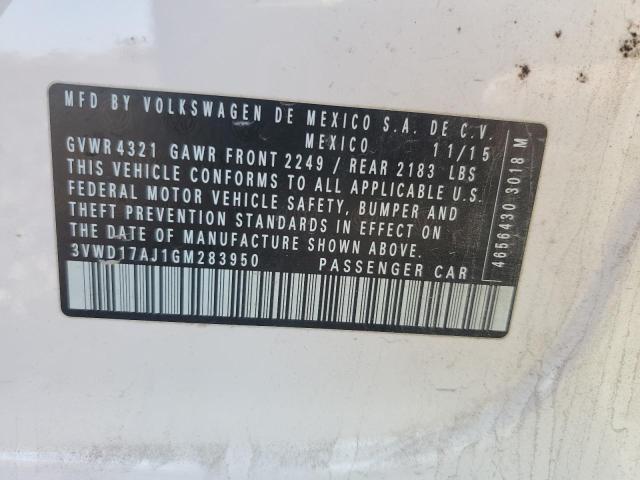 MFD BY VOLKSWAGEN DE MEXICO S.A. DE C.V.
MEXICO 11/15
GVWR 4321 GAWR FRONT 2249 / REAR 2183 LBS
THIS VEHICLE CONFORMS TO ALL APPLICABLE U.S.
FEDERAL MOTOR VEHICLE SAFETY, BUMPER AND
THEFT PREVENTION STANDARDS IN EFFECT ON
THE DATE OF MANUFACTURE SHOWN ABOVE.
3VWD17AJ1GM283950 PASSENGER CAR
4656430 3018 M